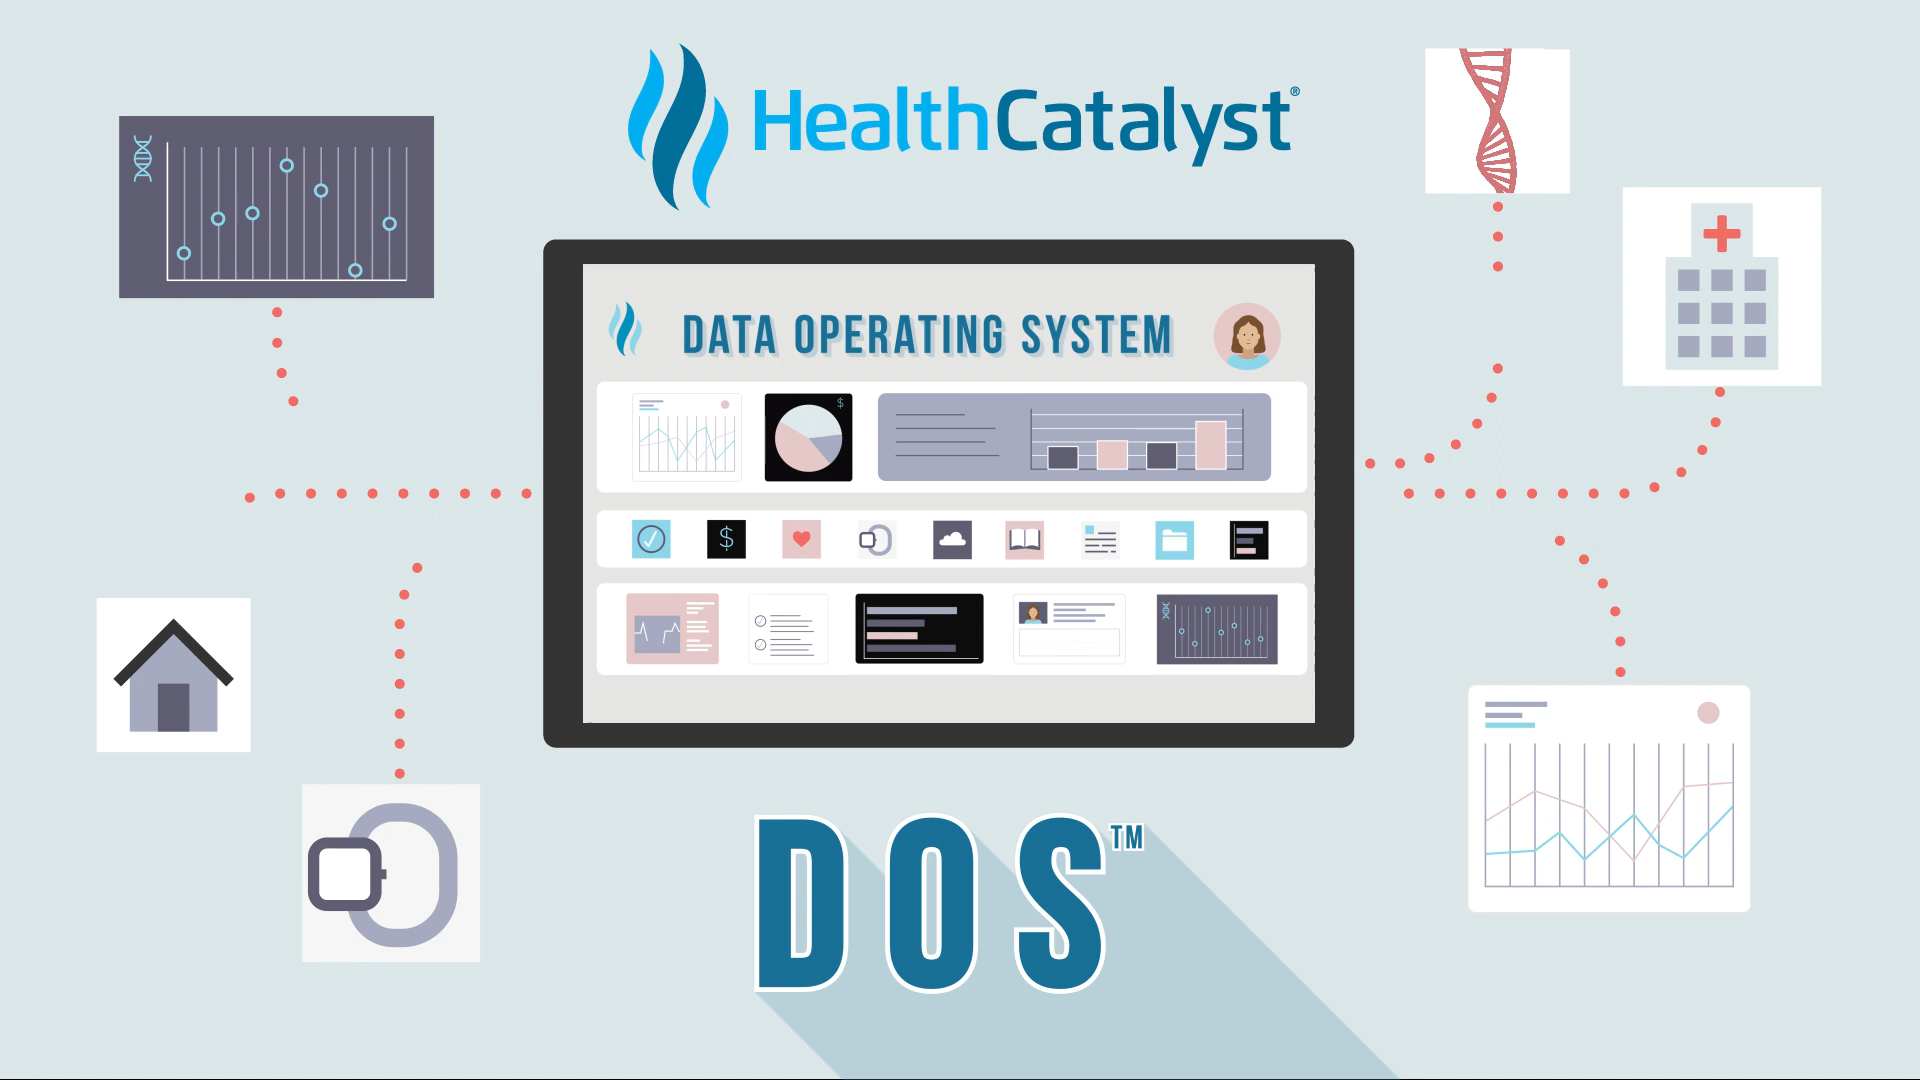 HealthCatalyst®
DATA OPERATING SYSTEM
$
$
DOS™